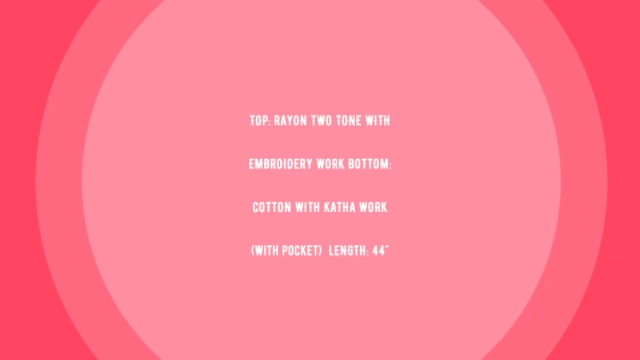 TOP: RAYON TWO TONE WITH
EMBROIDERY WORK BOTTOM:
COTTON WITH KATHA WORK
(WITH POCKET) LENGTH: 44"